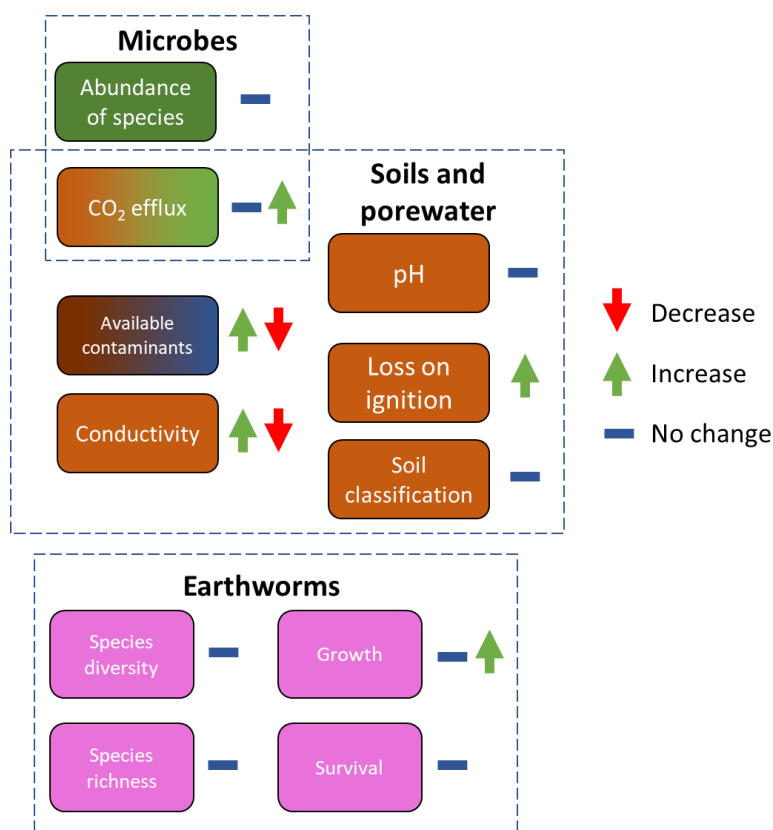 Microbes
Abundance
of species
CO₂ efflux
Soils and
porewater
pH
Available
contaminants
Loss on
ignition
Conductivity
Soil
classification
Decrease
Increase
No change
Earthworms
Species
diversity
Growth
Species
richness
Survival